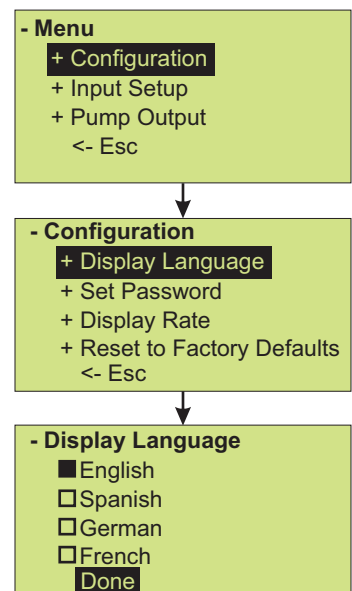 - Menu
+ Configuration
+ Input Setup
+ Pump Output
<- Esc
- Configuration
+ Display Language
+ Set Password
+ Display Rate
+ Reset to Factory Defaults
<- Esc
- Display Language
English
Spanish
German
French
Done